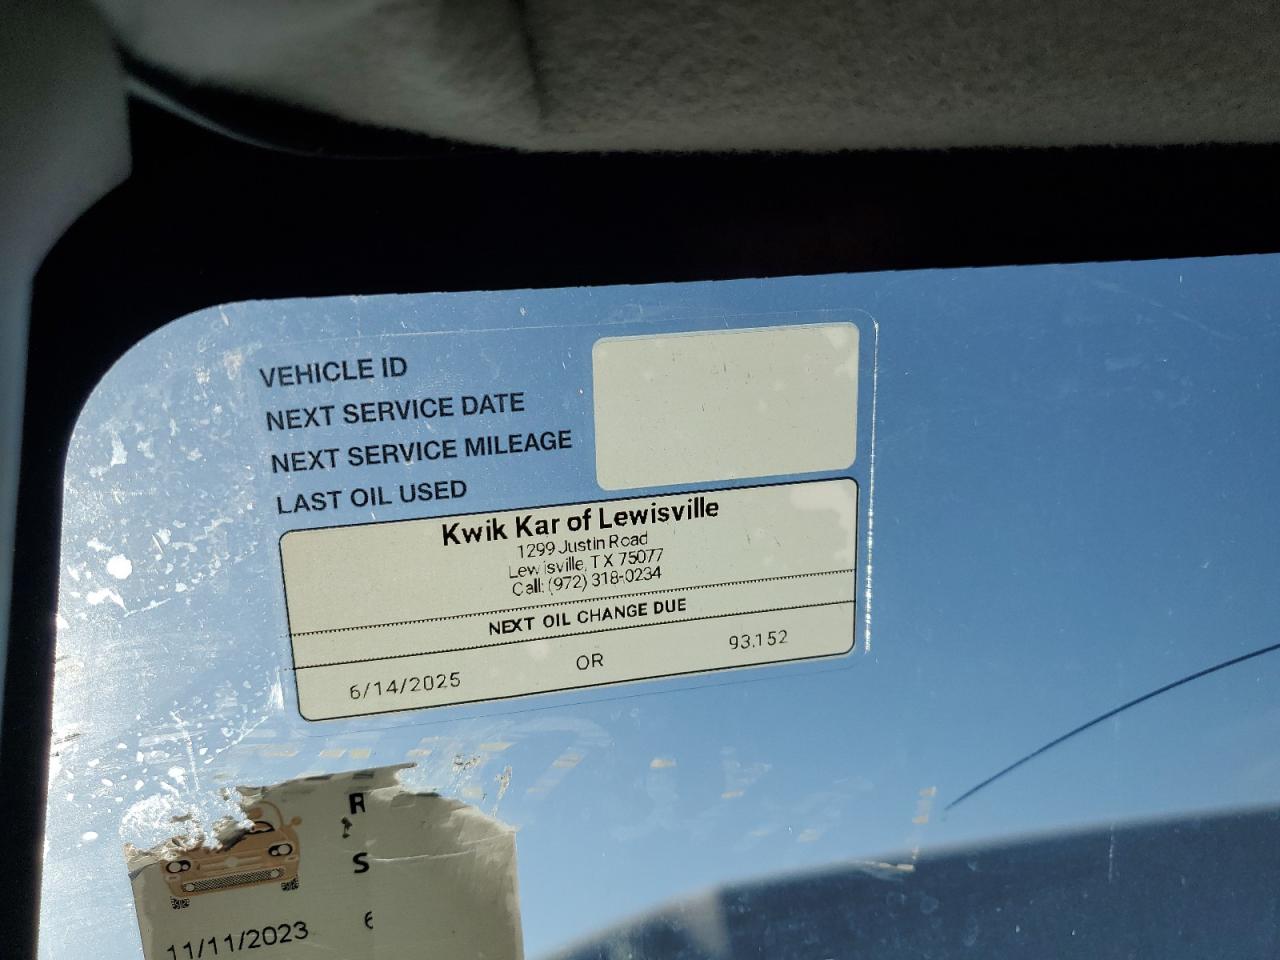 VEHICLE ID
NEXT SERVICE DATE
NEXT SERVICE MILEAGE
LAST OIL USED
Kwik Kar of Lewisville
1299 Justin Road
Lewisville, TX 75077
Call: (972) 318-0234
NEXT OIL CHANGE DUE
6/14/2025 OR 93,152
R
S
11/11/2023 6